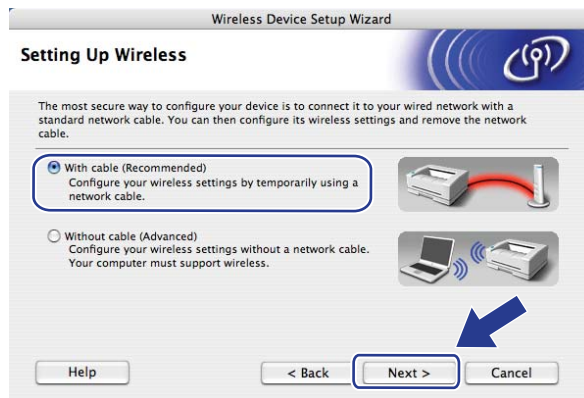 Wireless Device Setup Wizard
Setting Up Wireless
The most secure way to configure your device is to connect it to your wired network with a
standard network cable. You can then configure its wireless settings and remove the network
cable.
With cable (Recommended)
Configure your wireless settings by temporarily using a
network cable.
Without cable (Advanced)
Configure your wireless settings without a network cable.
Your computer must support wireless.
Help
< Back
Next >
Cancel